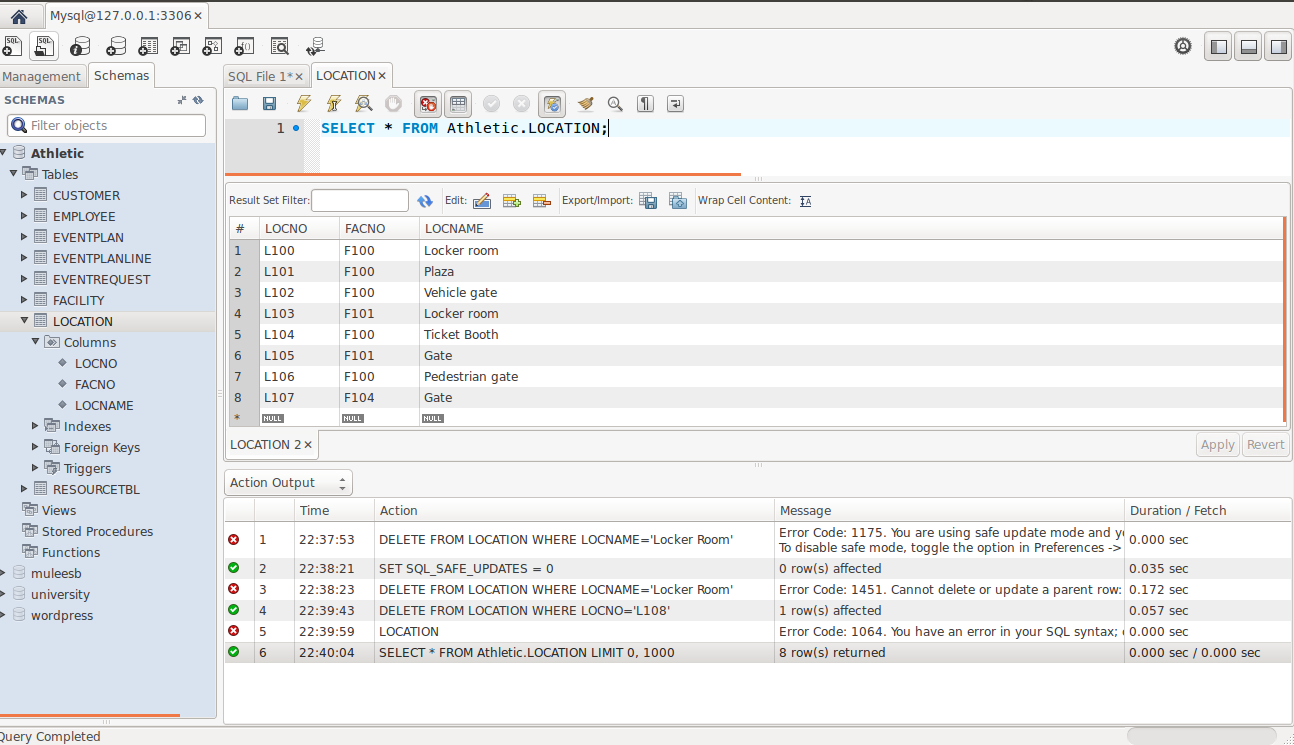 Mysql@127.0.0.1:3306 ×
Management Schemas
SQL File 1* × LOCATION ×
SCHEMAS
Filter objects
1 SELECT * FROM Athletic.LOCATION;
Athletic
Tables
CUSTOMER
EMPLOYEE
EVENTPLAN
EVENTPLANLINE
EVENTREQUEST
FACILITY
LOCATION
Columns
LOCNO
FACNO
LOCNAME
Indexes
Foreign Keys
Triggers
RESOURCETBL
Views
Stored Procedures
Functions
muleesb
university
wordpress
Result Set Filter: Edit: Export/Import: Wrap Cell Content:
# LOCNO FACNO LOCNAME
1 L100 F100 Locker room
2 L101 F100 Plaza
3 L102 F100 Vehicle gate
4 L103 F101 Locker room
5 L104 F100 Ticket Booth
6 L105 F101 Gate
7 L106 F100 Pedestrian gate
8 L107 F104 Gate
* NULL NULL NULL
LOCATION 2 × Apply Revert
Action Output
Time Action Message Duration / Fetch
1 22:37:53 DELETE FROM LOCATION WHERE LOCNAME='Locker Room' Error Code: 1175. You are using safe update mode and 0.000 sec
To disable safe mode, toggle the option in Preferences ->
2 22:38:21 SET SQL_SAFE_UPDATES = 0 0 row(s) affected 0.035 sec
3 22:38:23 DELETE FROM LOCATION WHERE LOCNAME='Locker Room' Error Code: 1451. Cannot delete or update a parent row: 0.172 sec
4 22:39:43 DELETE FROM LOCATION WHERE LOCNO='L108' 1 row(s) affected 0.057 sec
5 22:39:59 LOCATION Error Code: 1064. You have an error in your SQL syntax; 0.000 sec
6 22:40:04 SELECT * FROM Athletic.LOCATION LIMIT 0, 1000 8 row(s) returned 0.000 sec / 0.000 sec
Query Completed